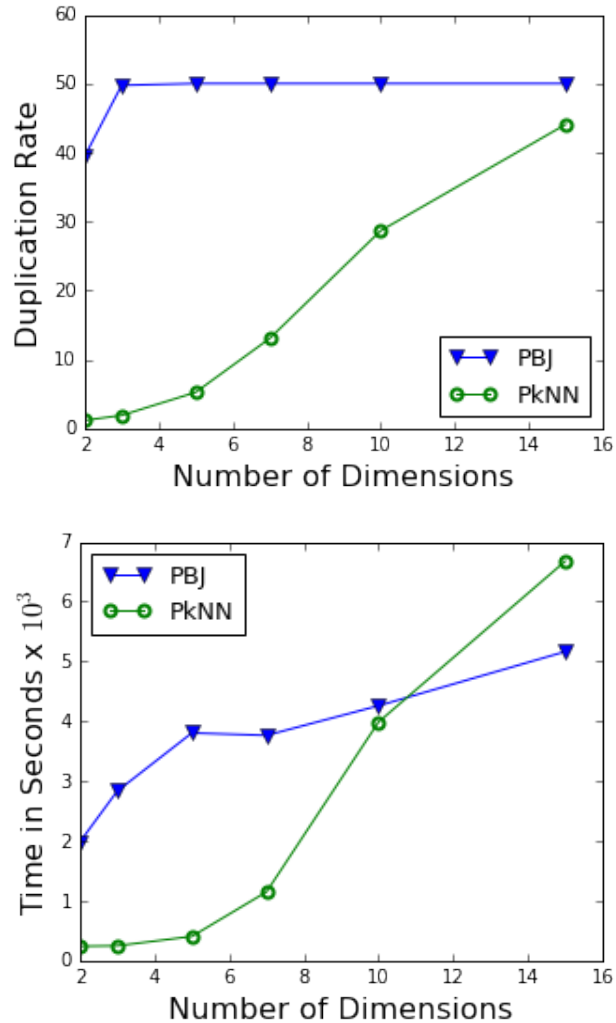 60
50
40
30
20
10
0
Duplication Rate
PBJ
PkNN
2 4 6 8 10 12 14 16
Number of Dimensions
7
6
5
4
3
2
1
0
Time in Seconds x 10³
PBJ
PkNN
2 4 6 8 10 12 14 16
Number of Dimensions